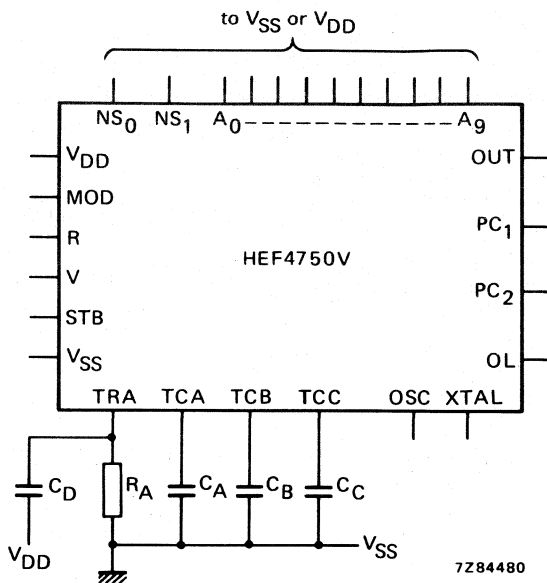 to VSS or VDD
NS0 NS1 A0 A9
VDD OUT
MOD
R PC1
HEF4750V
V
PC2
STB
VSS OL
TRA TCA TCB TCC OSC XTAL
CD RA CA CB CC
VDD VSS
7Z84480